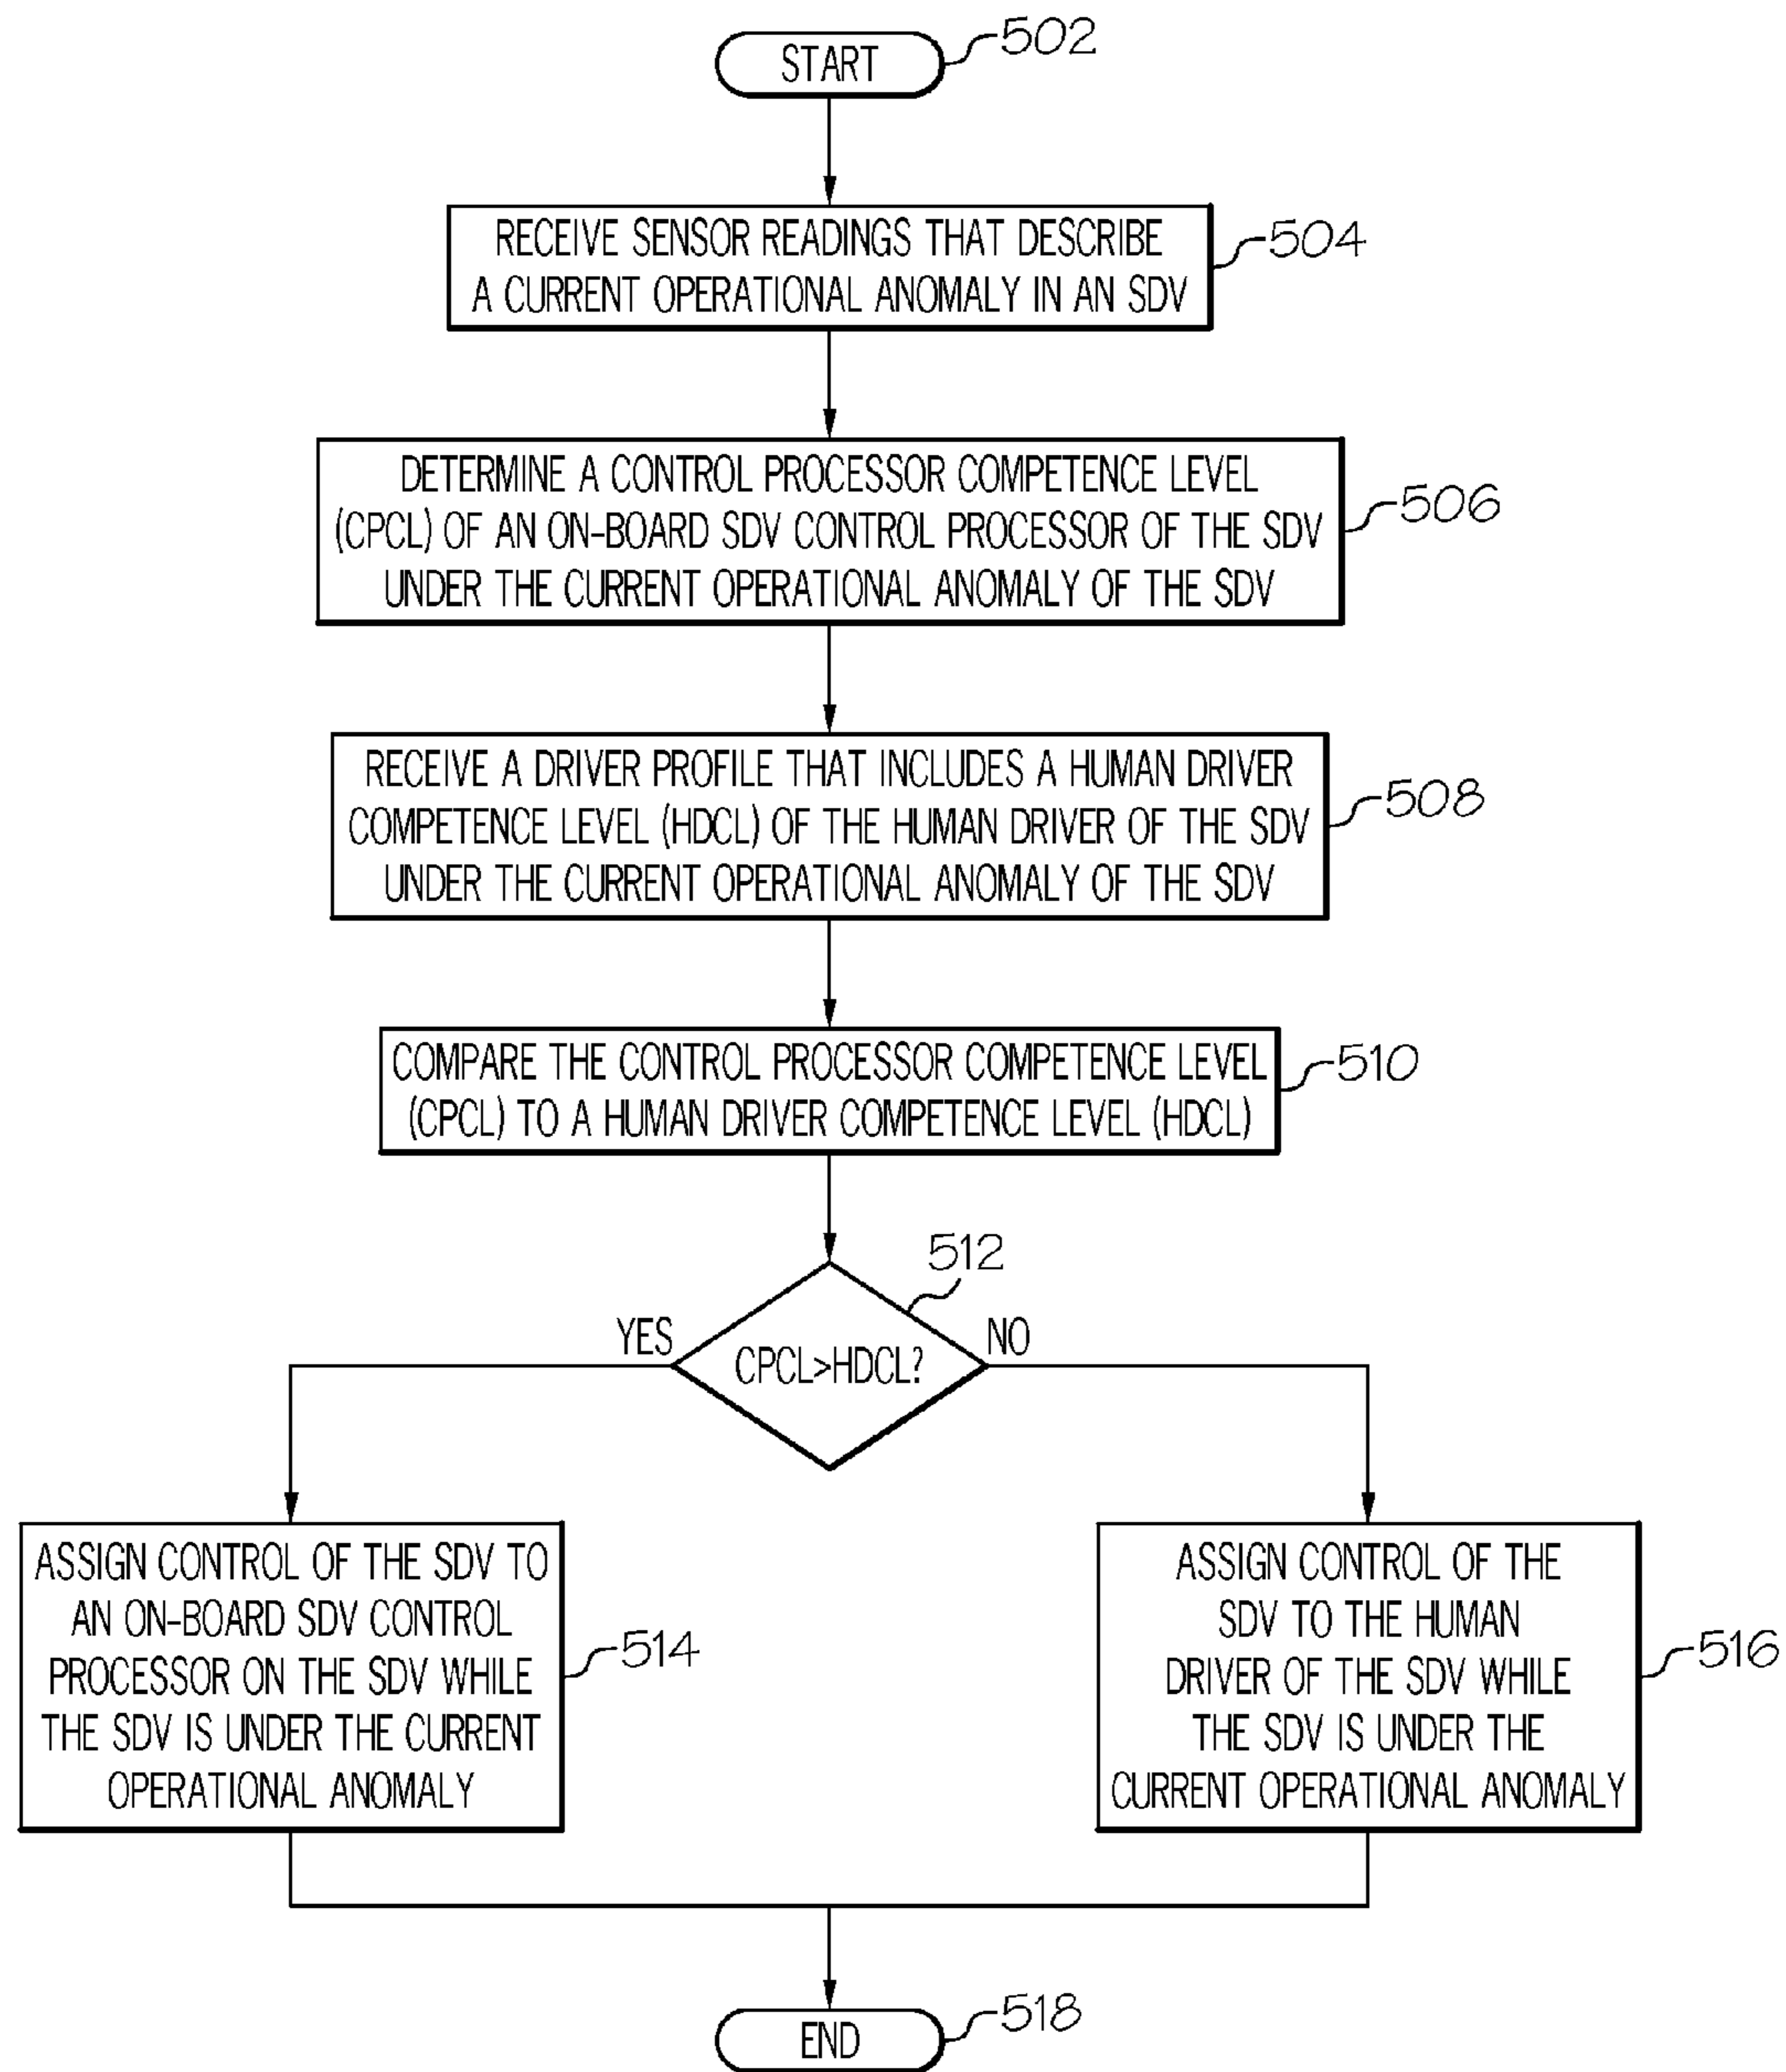 START
502
RECEIVE SENSOR READINGS THAT DESCRIBE
A CURRENT OPERATIONAL ANOMALY IN AN SDV
504
DETERMINE A CONTROL PROCESSOR COMPETENCE LEVEL
(CPCL) OF AN ON-BOARD SDV CONTROL PROCESSOR OF THE SDV
UNDER THE CURRENT OPERATIONAL ANOMALY OF THE SDV
506
RECEIVE A DRIVER PROFILE THAT INCLUDES A HUMAN DRIVER
COMPETENCE LEVEL (HDCL) OF THE HUMAN DRIVER OF THE SDV
UNDER THE CURRENT OPERATIONAL ANOMALY OF THE SDV
508
COMPARE THE CONTROL PROCESSOR COMPETENCE LEVEL
(CPCL) TO A HUMAN DRIVER COMPETENCE LEVEL (HDCL)
510
512
YES
CPCL>HDCL?
NO
ASSIGN CONTROL OF THE SDV TO
AN ON-BOARD SDV CONTROL
PROCESSOR ON THE SDV WHILE
THE SDV IS UNDER THE CURRENT
OPERATIONAL ANOMALY
514
ASSIGN CONTROL OF THE
SDV TO THE HUMAN
DRIVER OF THE SDV WHILE
THE SDV IS UNDER THE
CURRENT OPERATIONAL ANOMALY
516
END
518